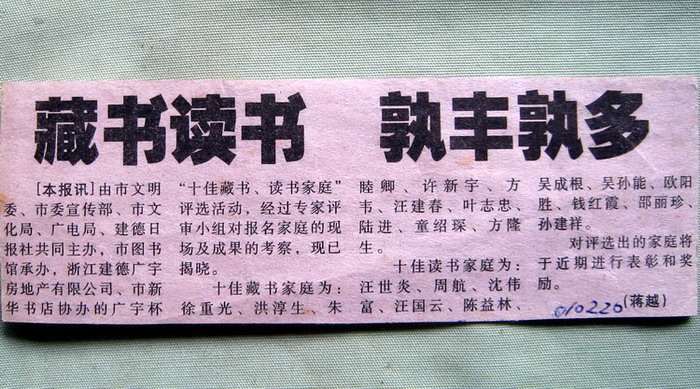 藏书读书 孰丰孰多
[本报讯]由市文明
委、市委宣传部、市文
化局、广电局、建德日
报社共同主办，市图书
馆承办，浙江建德广宇
房地产有限公司、市新
华书店协办的广宇杯
“十佳藏书、读书家庭”
评选活动，经过专家评
审小组对报名家庭的现
场及成果的考察，现已
揭晓。
十佳藏书家庭为：
徐重光、洪淳生、朱
睦卿、许新宇、方
韦、汪建春、叶志忠、
陆进、童绍琛、方隆
生。
十佳读书家庭为：
汪世炎、周航、沈伟
富、汪国云、陈益林、
吴成根、吴孙能、欧阳
胜、钱红霞、邵丽珍、
孙建祥。
对评选出的家庭将
于近期进行表彰和奖
励。
(蒋越)
010220